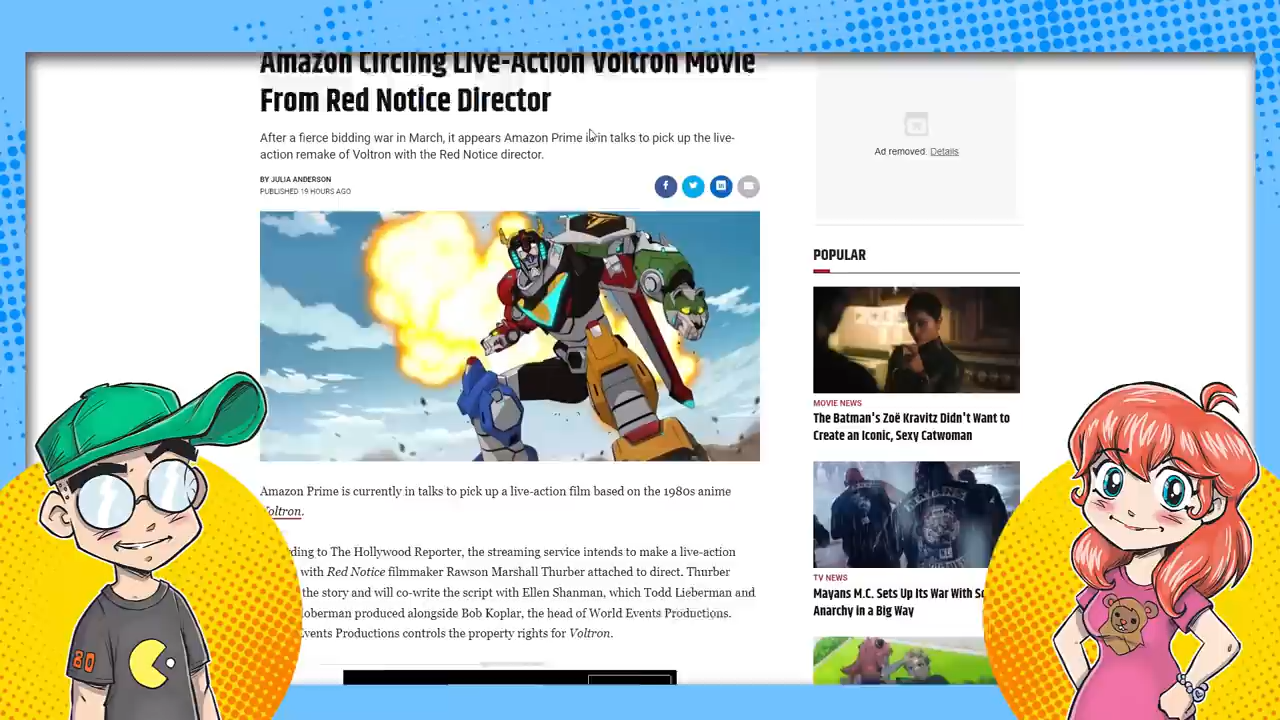 Amazon Circling Live-Action Voltron Movie
From Red Notice Director
After a fierce bidding war in March, it appears Amazon Prime is in talks to pick up the live-
action remake of Voltron with the Red Notice director.
BY JULIA ANDERSON
PUBLISHED 19 HOURS AGO
Amazon Prime is currently in talks to pick up a live-action film based on the 1980s anime
oltron.
ding to The Hollywood Reporter, the streaming service intends to make a live-action
with Red Notice filmmaker Rawson Marshall Thurber attached to direct. Thurber
the story and will co-write the script with Ellen Shanman, which Todd Lieberman and
oberman produced alongside Bob Koplar, the head of World Events Productions.
Events Productions controls the property rights for Voltron.
Ad removed. Details
POPULAR
MOVIE NEWS
The Batman's Zoë Kravitz Didn't Want to
Create an Iconic, Sexy Catwoman
TV NEWS
Mayans M.C. Sets Up Its War With S
Anarchy in a Big Way
80